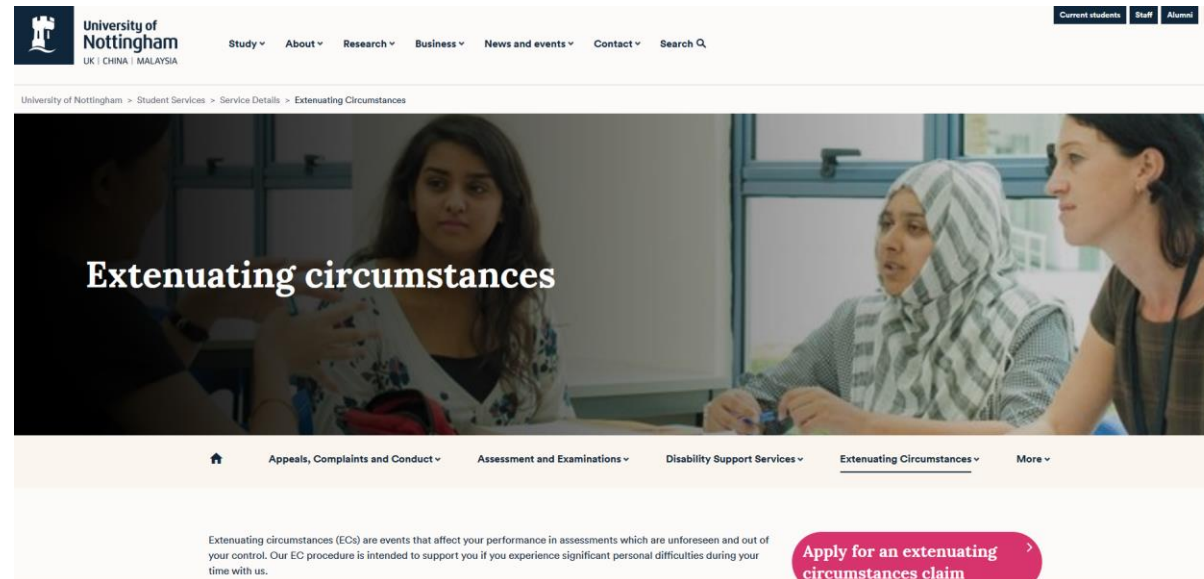 Current students Staff Alumni
University of
Nottingham
UK | CHINA | MALAYSIA
Study About Research Business News and events Contact Search
University of Nottingham > Student Services > Service Details > Extenuating Circumstances
Extenuating circumstances
Appeals, Complaints and Conduct Assessment and Examinations Disability Support Services Extenuating Circumstances More
Extenuating circumstances (ECs) are events that affect your performance in assessments which are unforeseen and out of
your control. Our EC procedure is intended to support you if you experience significant personal difficulties during your
time with us.
Apply for an extenuating
circumstances claim